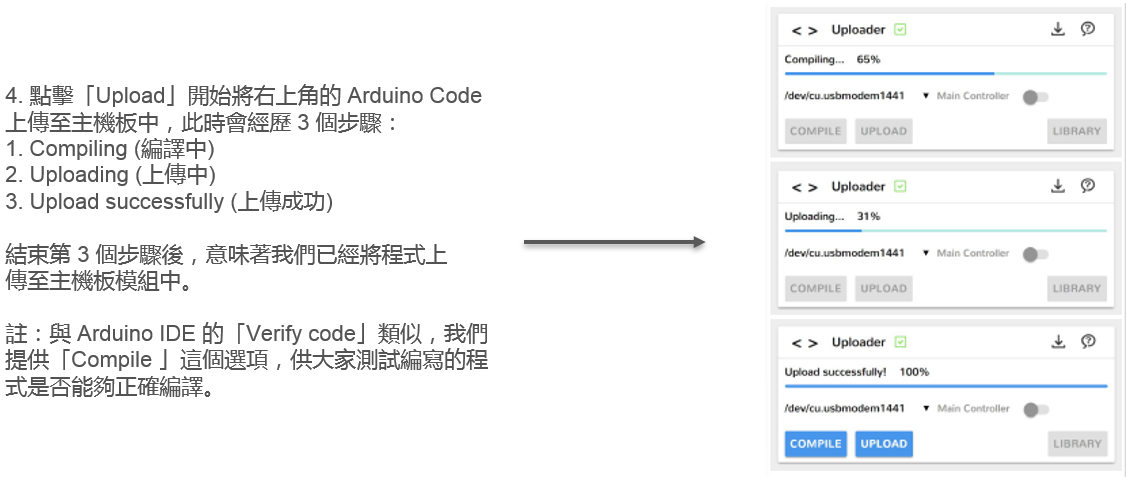 4. 點擊「Upload」開始將右上角的 Arduino Code
上傳至主機板中，此時會經歷 3 個步驟：
1. Compiling (編譯中)
2. Uploading (上傳中)
3. Upload successfully (上傳成功)
結束第 3 個步驟後，意味著我們已經將程式上
傳至主機板模組中。
註：與 Arduino IDE 的「Verify code」類似，我們
提供「Compile 」這個選項，供大家測試編寫的程
式是否能夠正確編譯。
< > Uploader
Compiling... 65%
/dev/cu.usbmodem1441 ▼ Main Controller
COMPILE UPLOAD LIBRARY
< > Uploader
Uploading... 31%
/dev/cu.usbmodem1441 ▼ Main Controller
COMPILE UPLOAD LIBRARY
< > Uploader
Upload successfully! 100%
/dev/cu.usbmodem1441 ▼ Main Controller
COMPILE UPLOAD LIBRARY